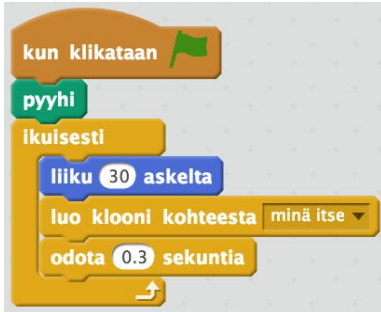 kun klikataan
pyyhi
ikuisesti
liiku 30 askelta
luo klooni kohteesta minä itse
odota 0.3 sekuntia